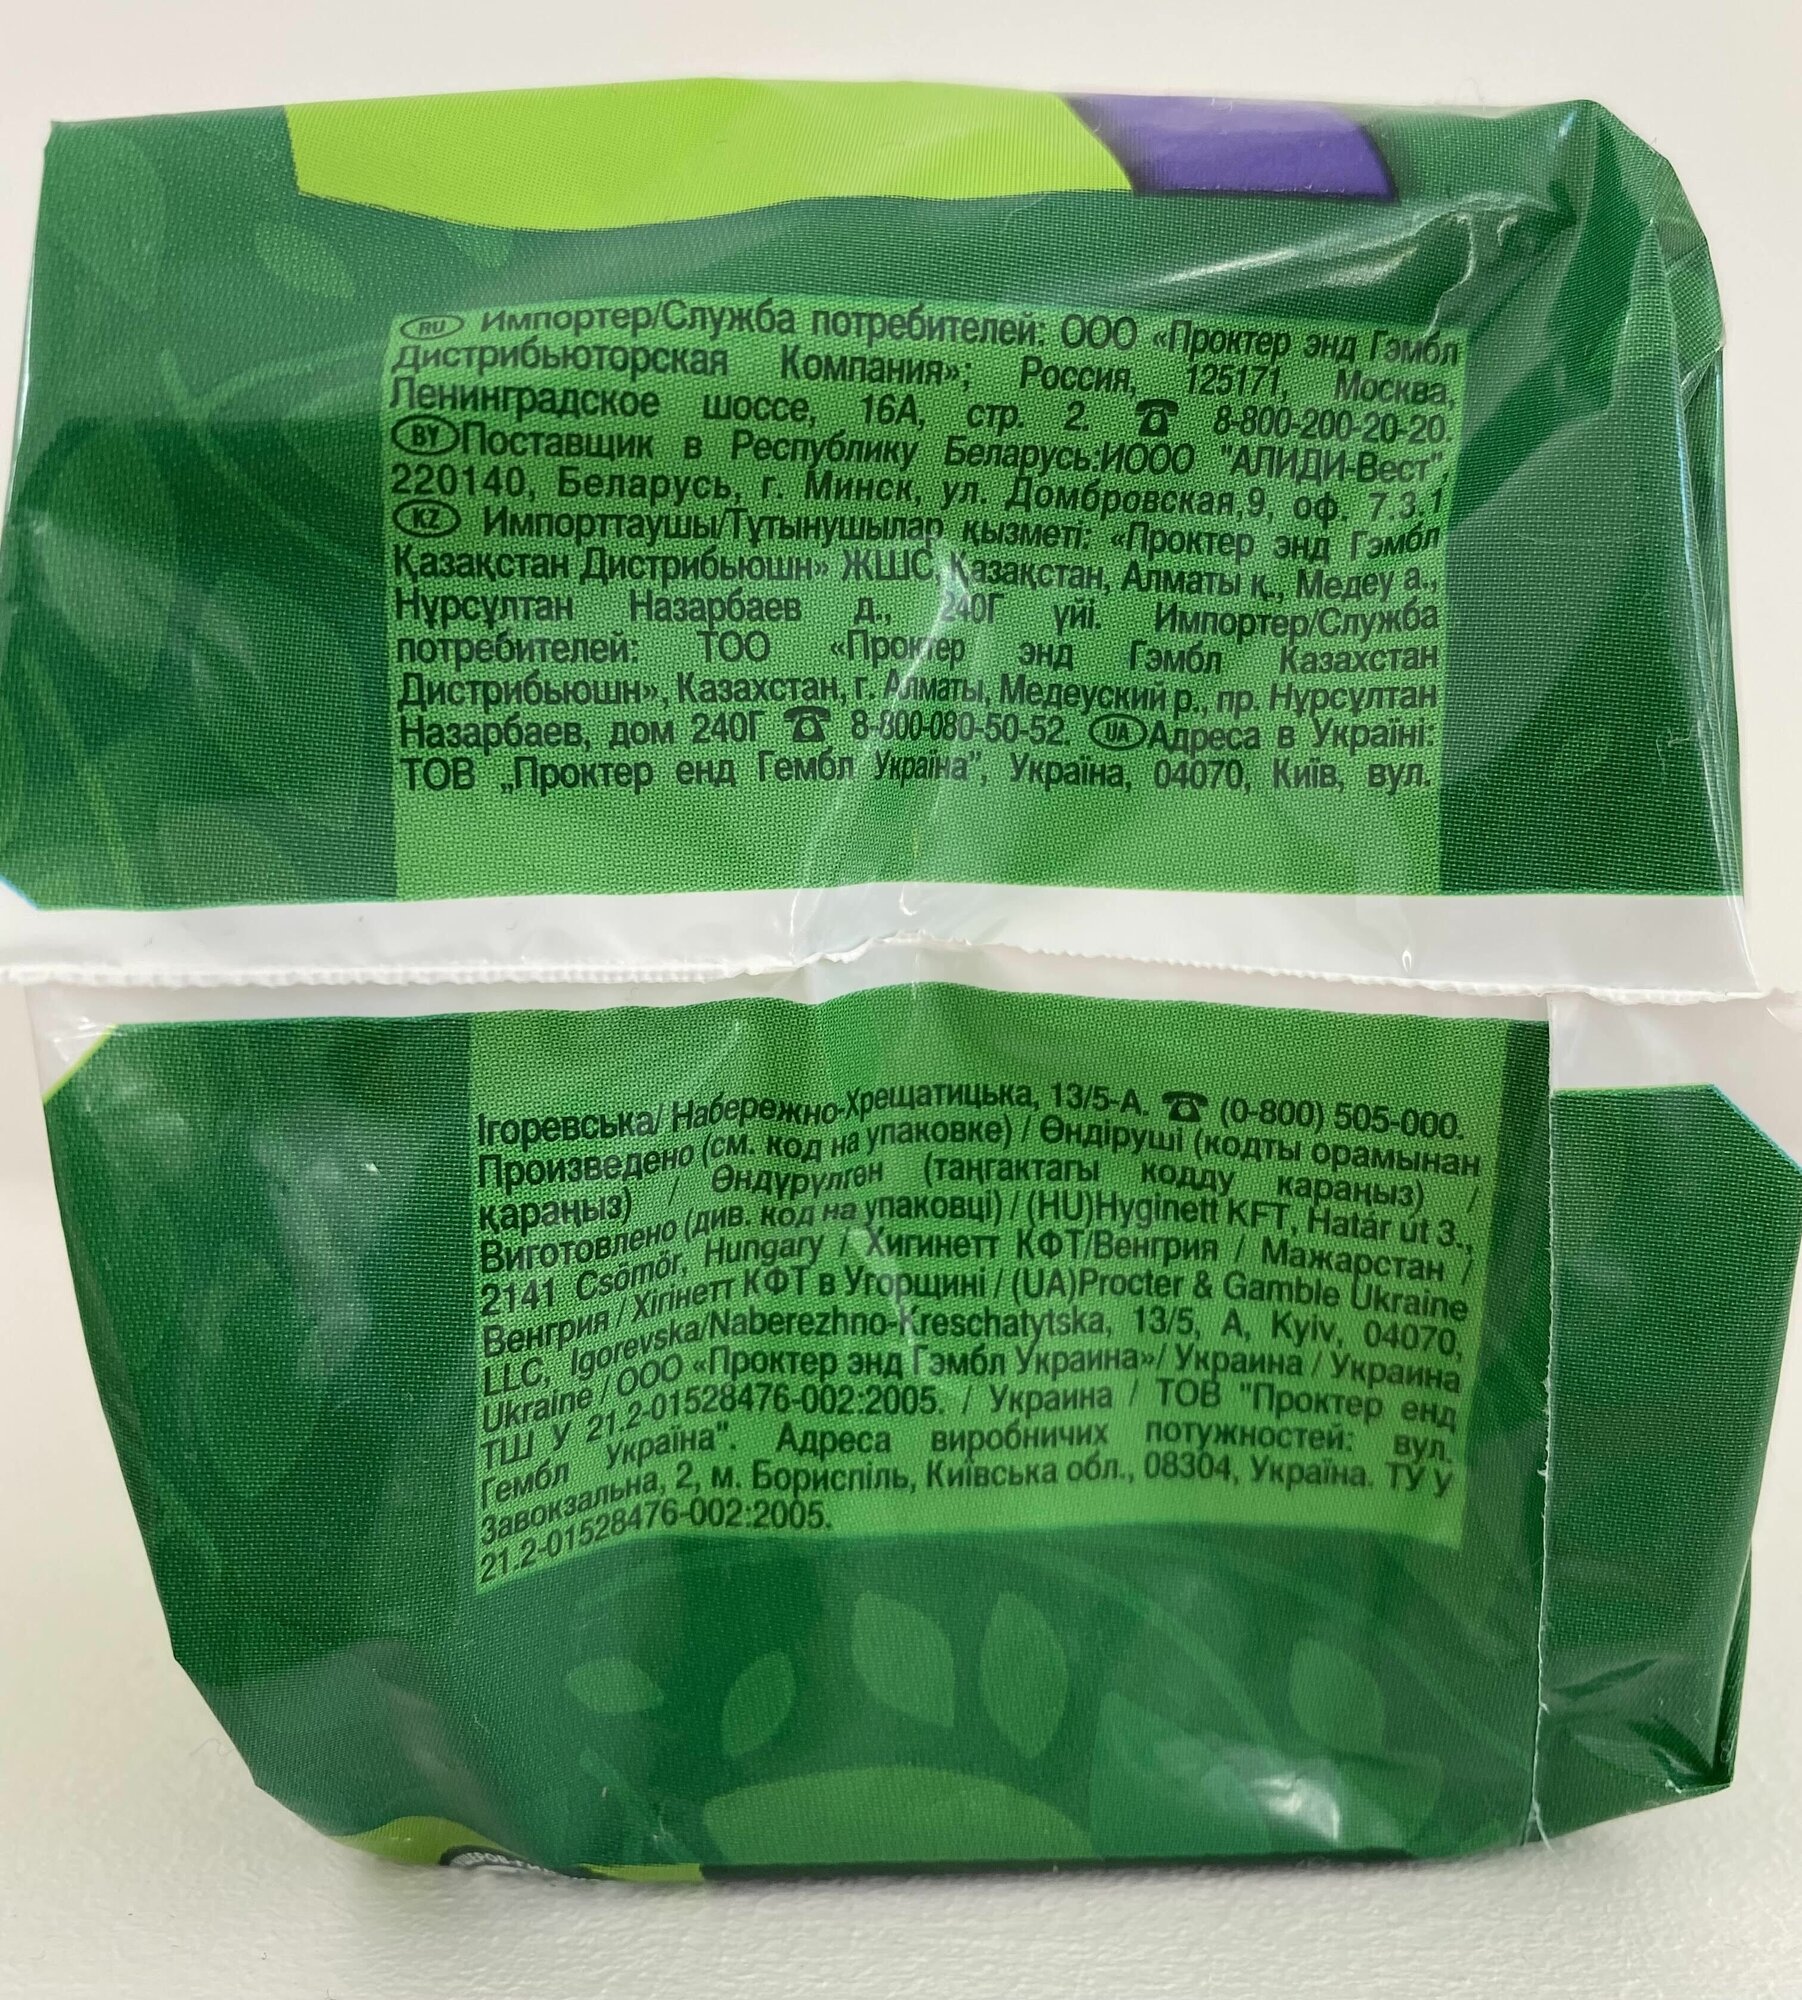 RU Импортер/Служба потребителей: ООО «Проктер энд Гэмбл
Дистрибьюторская Компания»; Россия, 125171, Москва,
Ленинградское шоссе, 16А, стр. 2. ☎ 8-800-200-20-20.
BY Поставщик в Республику Беларусь:ИООО "АЛИДИ-Вест",
220140, Беларусь, г. Минск, ул. Домбровская,9, оф. 7.3.1
KZ Импорттаушы/Тұтынушылар қызметі: «Проктер энд Гэмбл
Қазақстан Дистрибьюшн» ЖШС, Қазақстан, Алматы қ., Медеу а.,
Нұрсұлтан Назарбаев д., 240Г үйі. Импортер/Служба
потребителей: ТОО «Проктер энд Гэмбл Казахстан
Дистрибьюшн», Казахстан, г. Алматы, Медеуский р., пр. Нұрсұлтан
Назарбаев, дом 240Г ☎ 8-800-080-50-52. UA Адреса в Україні:
ТОВ „Проктер енд Гембл Україна", Україна, 04070, Київ, вул.
Ігоревська/ Набережно-Хрещатицька, 13/5-А. ☎ (0-800) 505-000.
Произведено (см. код на упаковке) / Өндіруші (кодты орамынан
қараңыз) / Өндүрүлгөн (таңгактагы кодду караңыз) /
Виготовлено (див. код на упаковці) / (HU)Hyginett KFT, Határ út 3.,
2141 Csömör, Hungary / Хигинетт КФТ/Венгрия / Мажарстан /
Венгрия / Хігінетт КФТ в Угорщині / (UA)Procter & Gamble Ukraine
LLC, Igorevska/Naberezhno-Kreschatytska, 13/5, A, Kyiv, 04070,
Ukraine / ООО «Проктер энд Гэмбл Украина»/ Украина / Украина
ТШ У 21.2-01528476-002:2005. / Украина / ТОВ "Проктер енд
Гембл Україна". Адреса виробничих потужностей: вул.
Завокзальна, 2, м. Бориспіль, Київська обл., 08304, Україна. ТУ У
21.2-01528476-002:2005.